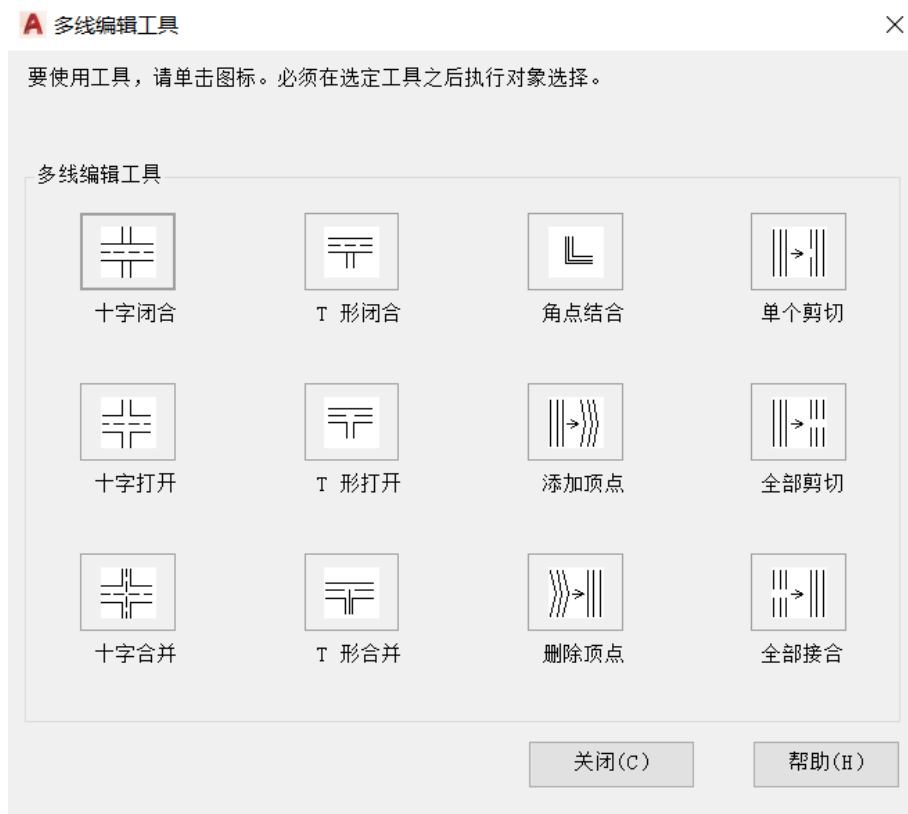 多线编辑工具
要使用工具，请单击图标。必须在选定工具之后执行对象选择。
多线编辑工具
十字闭合 T 形闭合 角点结合 单个剪切
十字打开 T 形打开 添加顶点 全部剪切
十字合并 T 形合并 删除顶点 全部接合
关闭(C) 帮助(H)